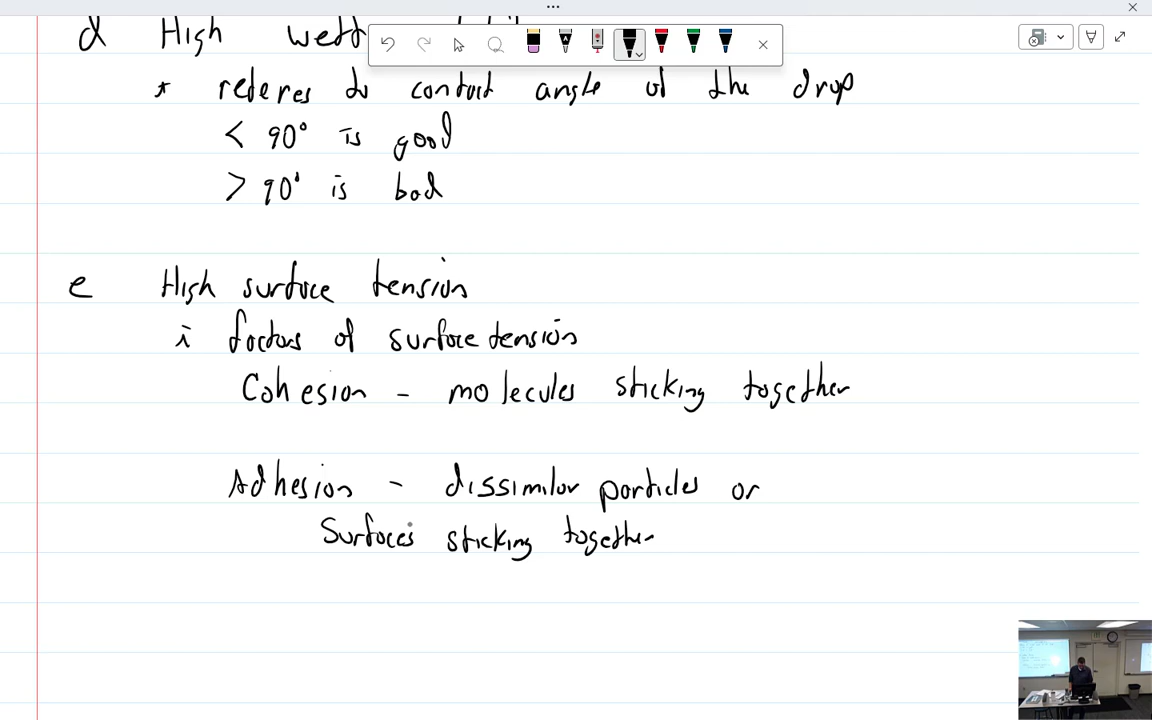 d High
* referes to contact angle of the drop
< 90° is good
> 90° is bad
e High surface tension
i factors of surface tension
Cohesion - molecules sticking together
Adhesion - dissimilar particles or
Surfaces sticking together